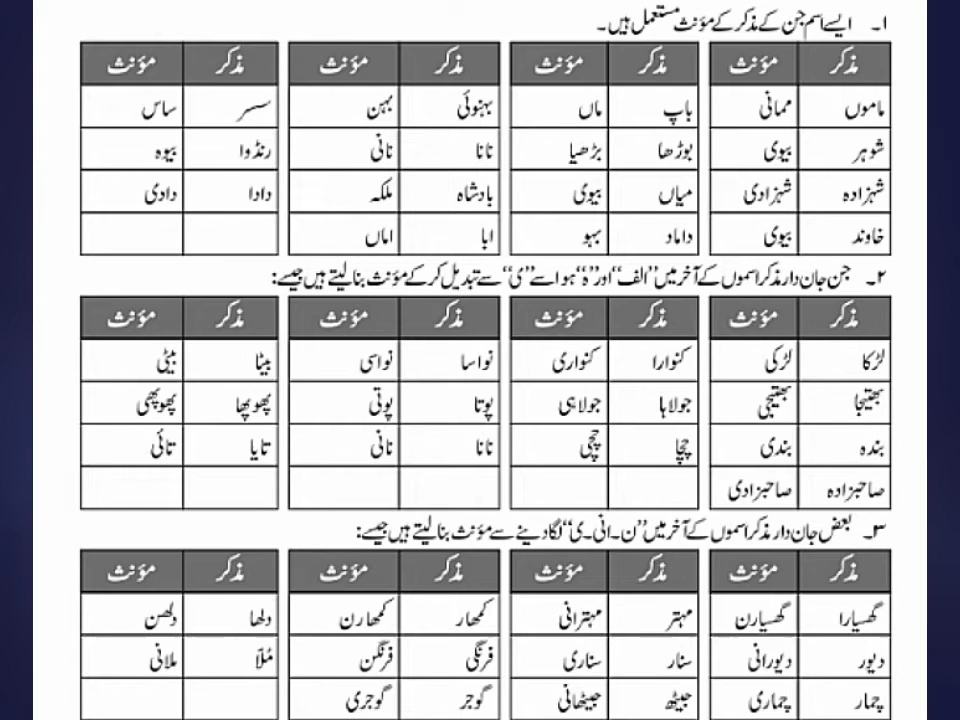 ۱۔ ایسے اسم جن کے مذکر کے مؤنث مستعمل ہیں۔
مذکر مؤنث مذکر مؤنث مذکر مؤنث مذکر مؤنث
ماموں ممانی باپ ماں بہنوئی بہن سسر ساس
شوہر بیوی بوڑھا بڑھیا نانا نانی رنڈوا بیوہ
شہزادہ شہزادی میاں بیوی بادشاہ ملکہ دادا دادی
خاوند بیوی داماد بہو ابا اماں
۲۔ جن جان دار مذکر اسموں کے آخر میں "الف" اور "ہ" ہو اسے "ی" سے تبدیل کر کے مؤنث بنا لیتے ہیں جیسے:
مذکر مؤنث مذکر مؤنث مذکر مؤنث مذکر مؤنث
لڑکا لڑکی کنوارا کنواری نواسا نواسی بیٹا بیٹی
بھتیجا بھتیجی جولاہا جولاہی پوتا پوتی پھوپھا پھوپھی
بندہ بندی چچا چچی نانا نانی تایا تائی
صاحبزادہ صاحبزادی
۳۔ بعض جان دار مذکر اسموں کے آخر میں "ن۔انی۔ی" لگا دینے سے مؤنث بنا لیتے ہیں جیسے:
مذکر مؤنث مذکر مؤنث مذکر مؤنث مذکر مؤنث
گھسیارا گھسیارن مہتر مہترانی کمھار کمھارن دلھا دلھن
دیور دیورانی سنار سناری فرنگی فرنگن مُلّا ملانی
چمار چماری جیٹھ جیٹھانی گوجر گوجری